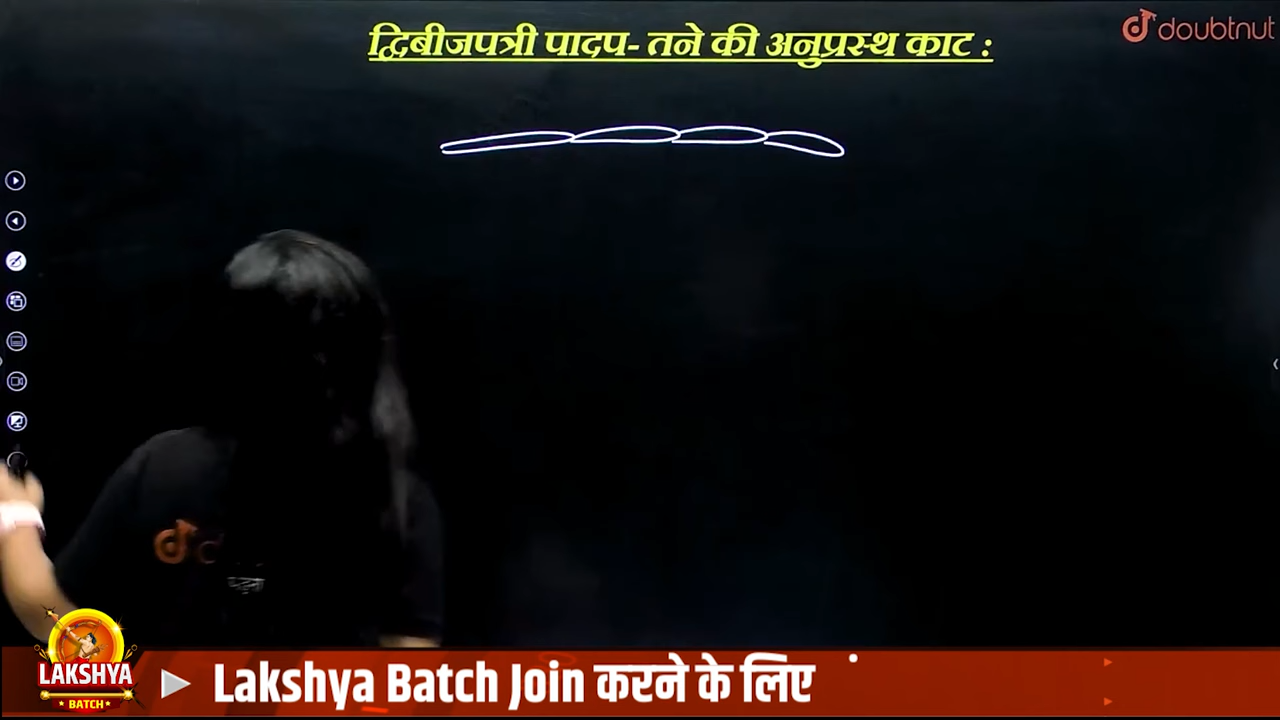 द्विबीजपत्री पादप- तने की अनुप्रस्थ काट :
doubtnut
LAKSHYA
BATCH
Lakshya Batch Join करने के लिए